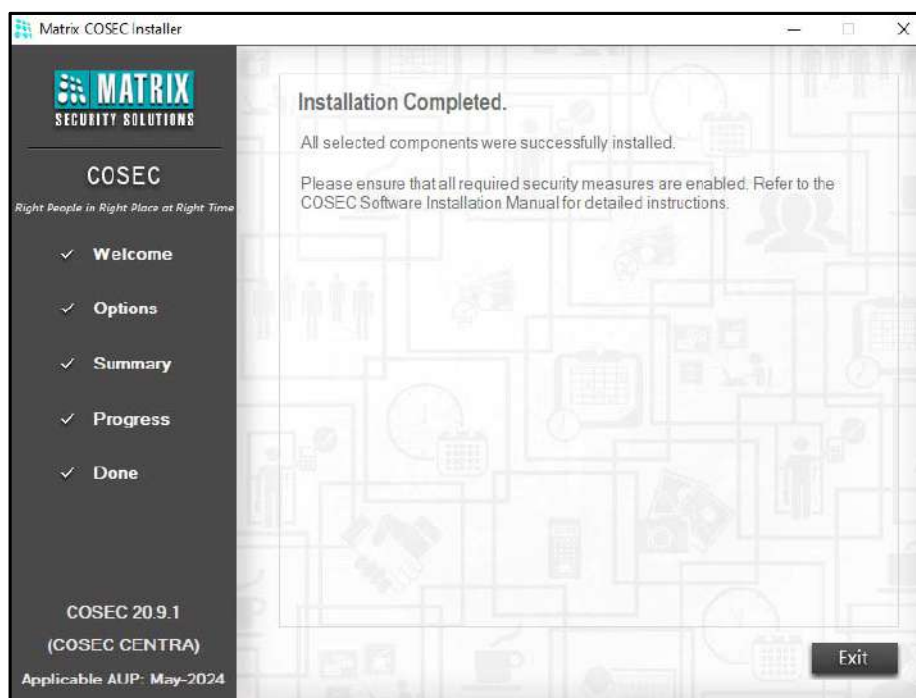 Matrix COSEC Installer
MATRIX
SECURITY SOLUTIONS
COSEC
Right People in Right Place at Right Time
Welcome
Options
Summary
Progress
Done
COSEC 20.9.1
(COSEC CENTRA)
Applicable AUP: May-2024
Installation Completed.
All selected components were successfully installed.
Please ensure that all required security measures are enabled. Refer to the
COSEC Software Installation Manual for detailed instructions.
Exit